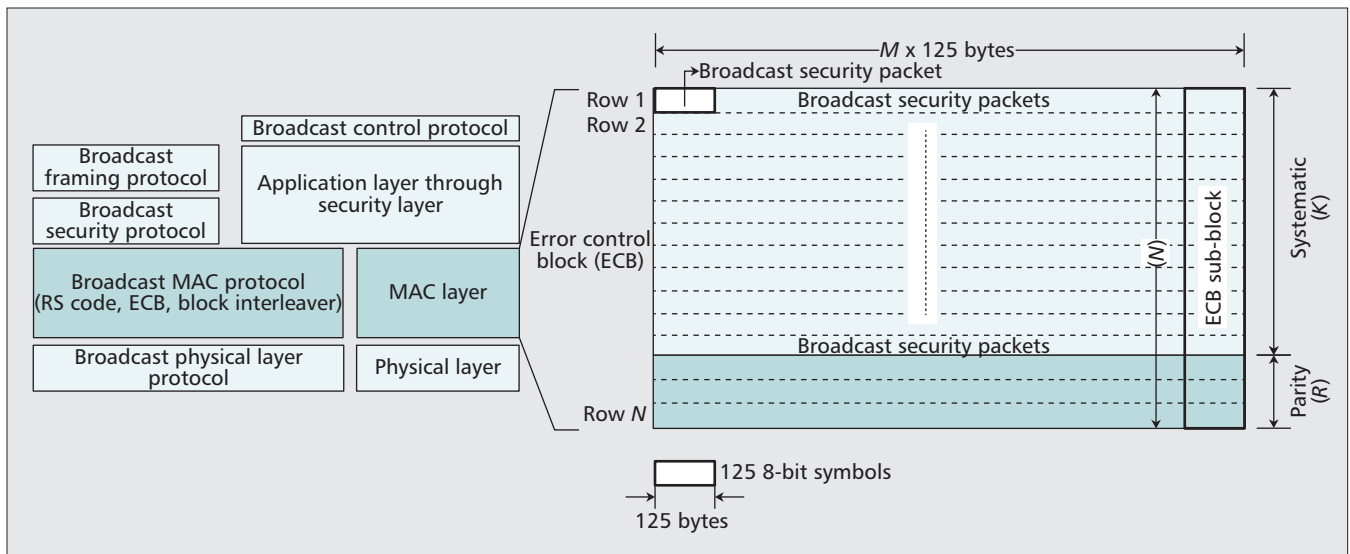 M x 125 bytes
Broadcast security packet
Row 1
Broadcast security packets
Row 2
Broadcast control protocol
Broadcast
framing protocol
Application layer through
security layer
Broadcast
security protocol
Error control
block (ECB)
Broadcast MAC protocol
(RS code, ECB, block interleaver)
MAC layer
Broadcast physical layer
protocol
Physical layer
(N)
ECB sub-block
Systematic
(K)
Broadcast security packets
Parity
(R)
Row N
125 8-bit symbols
125 bytes